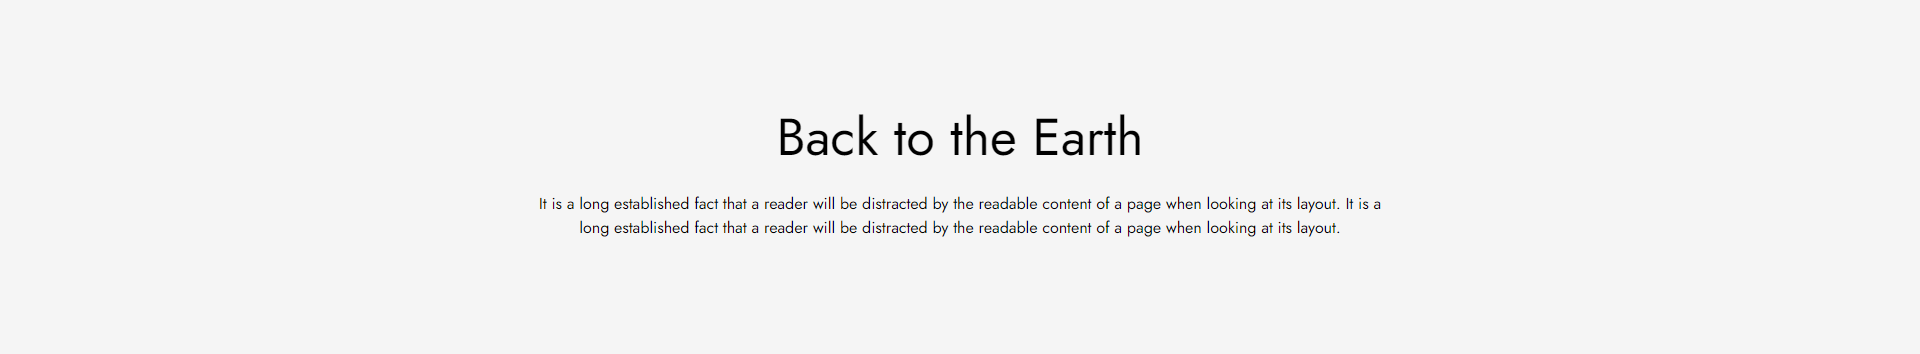 Back to the Earth
It is a long established fact that a reader will be distracted by the readable content of a page when looking at its layout. It is a
long established fact that a reader will be distracted by the readable content of a page when looking at its layout.